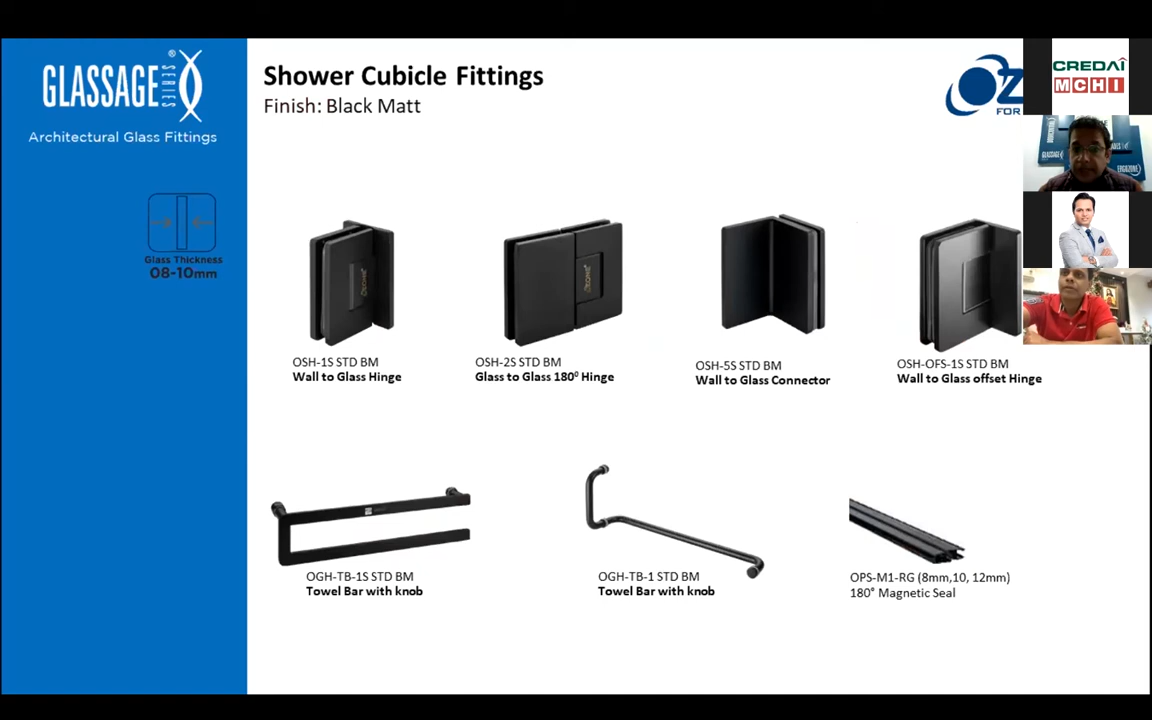 GLASSAGE SERIES ®
Architectural Glass Fittings
Glass Thickness
08-10mm
Shower Cubicle Fittings
Finish: Black Matt
OZ
FOR
CREDAI
MCHI
OSH-1S STD BM
Wall to Glass Hinge
OSH-2S STD BM
Glass to Glass 180⁰ Hinge
OSH-5S STD BM
Wall to Glass Connector
OSH-OFS-1S STD BM
Wall to Glass offset Hinge
OGH-TB-1S STD BM
Towel Bar with knob
OGH-TB-1 STD BM
Towel Bar with knob
OPS-M1-RG (8mm,10, 12mm)
180° Magnetic Seal